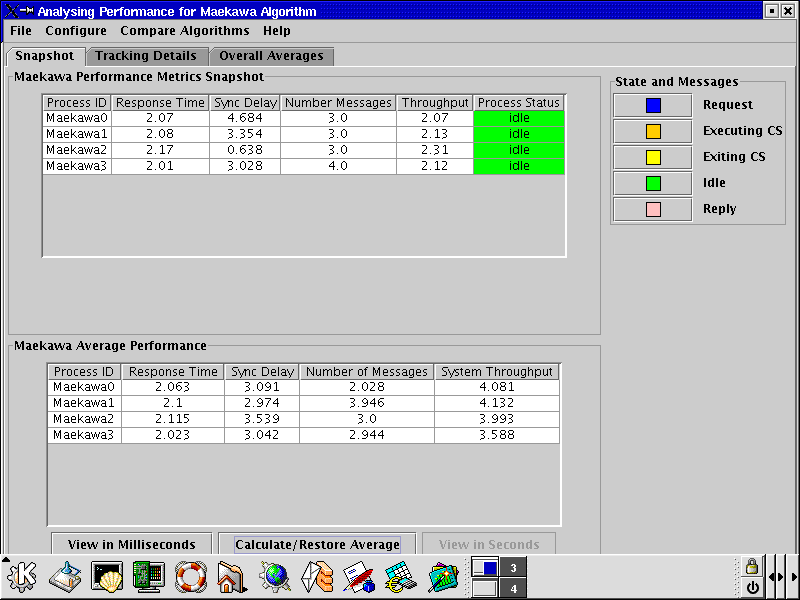 Analysing Performance for Maekawa Algorithm
File Configure Compare Algorithms Help
Snapshot Tracking Details Overall Averages
Maekawa Performance Metrics Snapshot
Process ID Response Time Sync Delay Number Messages Throughput Process Status
Maekawa0 2.07 4.684 3.0 2.07 idle
Maekawa1 2.08 3.354 3.0 2.13 idle
Maekawa2 2.17 0.638 3.0 2.31 idle
Maekawa3 2.01 3.028 4.0 2.12 idle
State and Messages
Request
Executing CS
Exiting CS
Idle
Reply
Maekawa Average Performance
Process ID Response Time Sync Delay Number of Messages System Throughput
Maekawa0 2.063 3.091 2.028 4.081
Maekawa1 2.1 2.974 3.946 4.132
Maekawa2 2.115 3.539 3.0 3.993
Maekawa3 2.023 3.042 2.944 3.588
View in Milliseconds Calculate/Restore Average View in Seconds
K
3
4